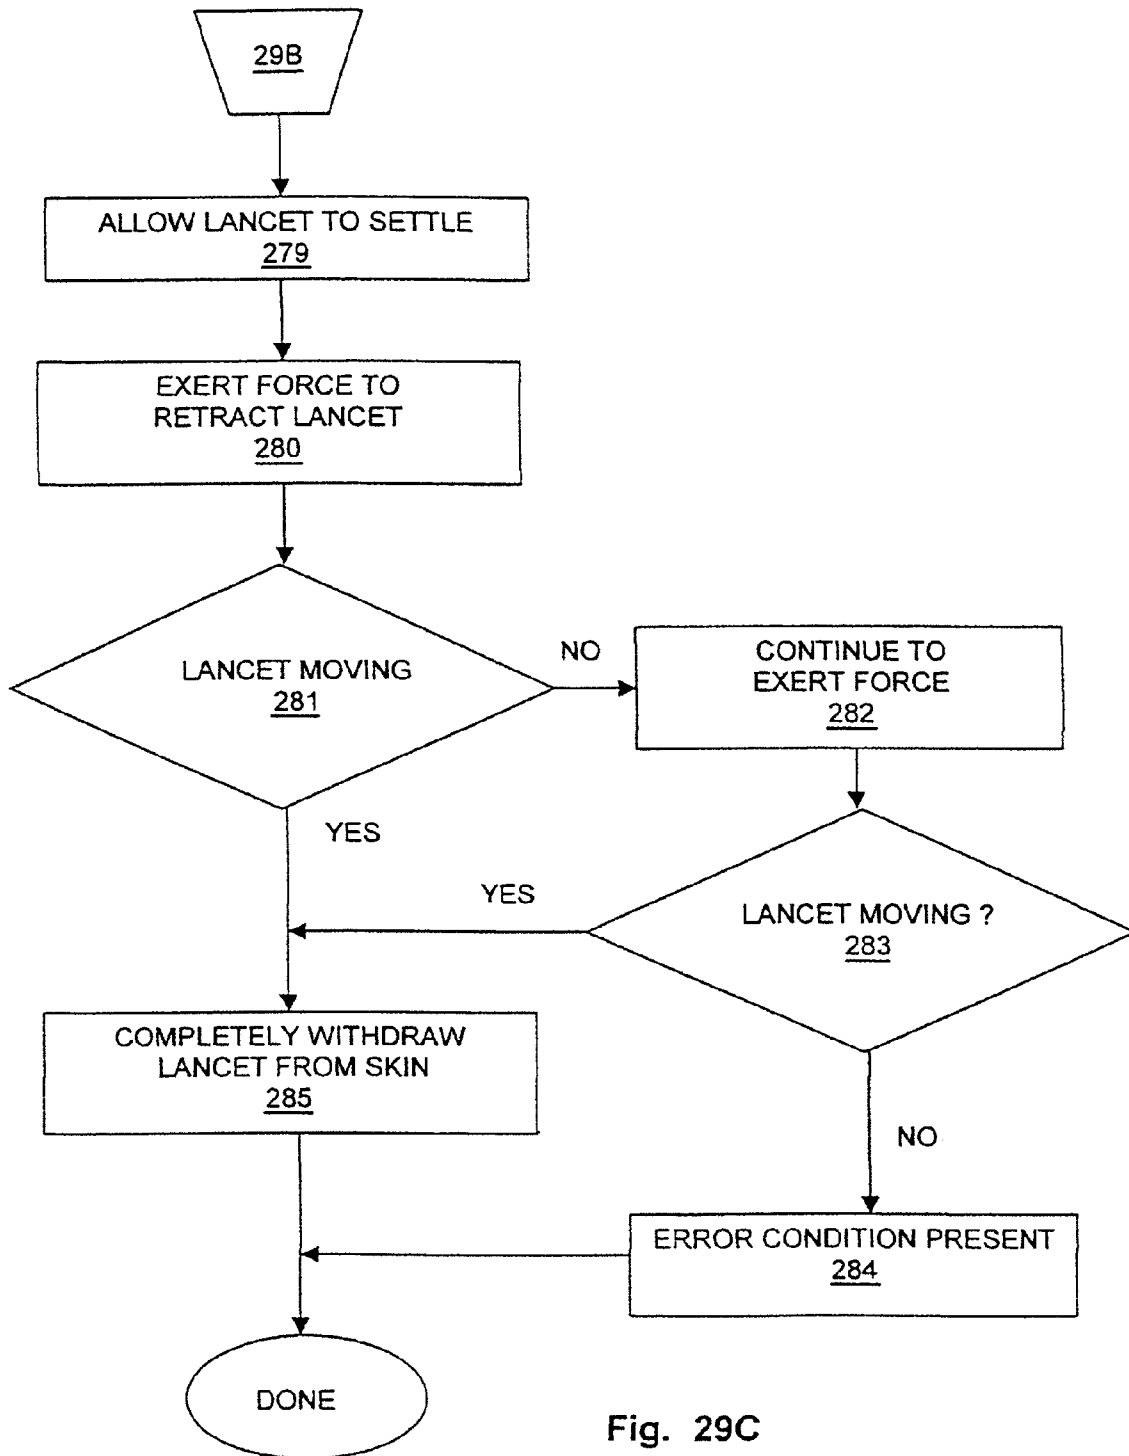 29B
ALLOW LANCET TO SETTLE
279
EXERT FORCE TO
RETRACT LANCET
280
LANCET MOVING
281
NO
CONTINUE TO
EXERT FORCE
282
YES
YES
LANCET MOVING ?
283
COMPLETELY WITHDRAW
LANCET FROM SKIN
285
NO
ERROR CONDITION PRESENT
284
DONE
Fig. 29C